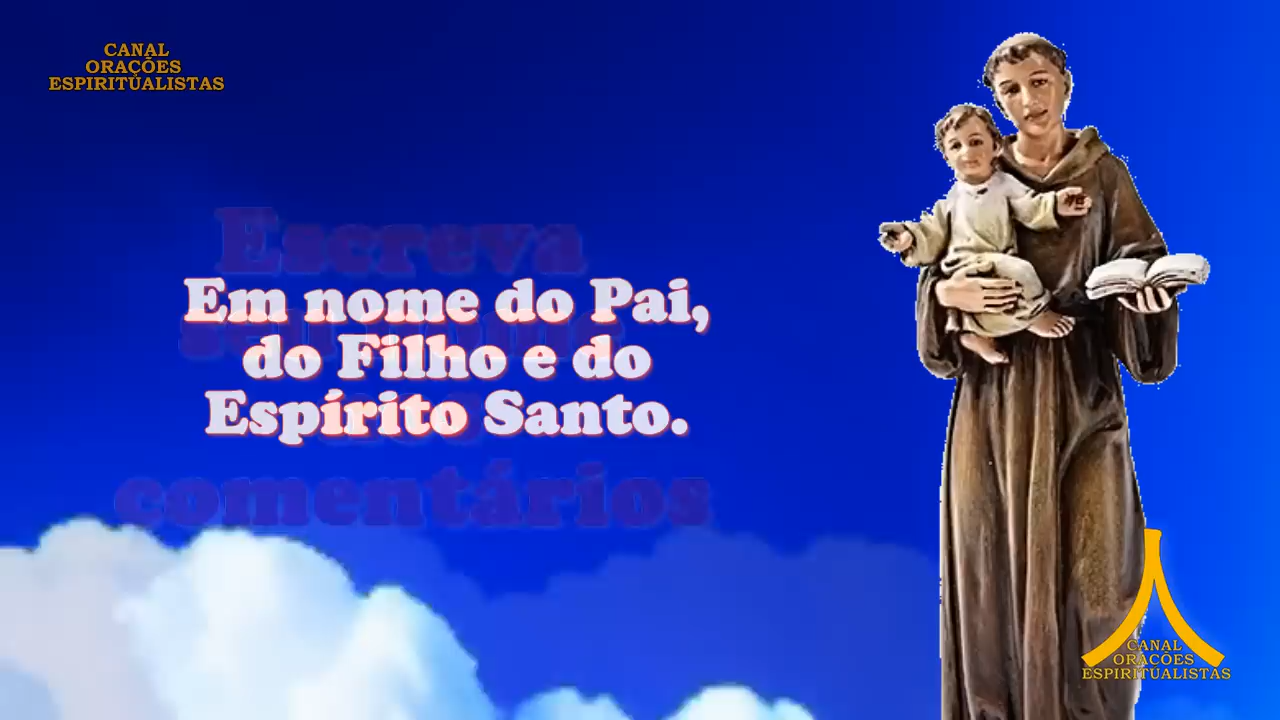 CANAL
ORAÇÕES
ESPIRITUALISTAS
Escreva
Em nome do Pai,
do Filho e do
Espírito Santo.
comentários
CANAL
ORAÇÕES
ESPIRITUALISTAS